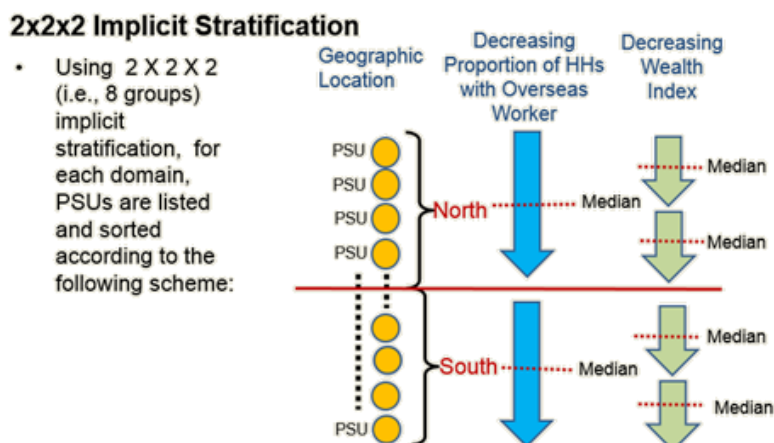 2x2x2 Implicit Stratification
• Using 2 X 2 X 2
(i.e., 8 groups)
implicit
stratification, for
each domain,
PSUs are listed
and sorted
according to the
following scheme:
Geographic
Location
Decreasing
Proportion of HHs
with Overseas
Worker
Decreasing
Wealth
Index
PSU
PSU
PSU
PSU
North
Median
Median
Median
South
PSU
Median
Median
Median